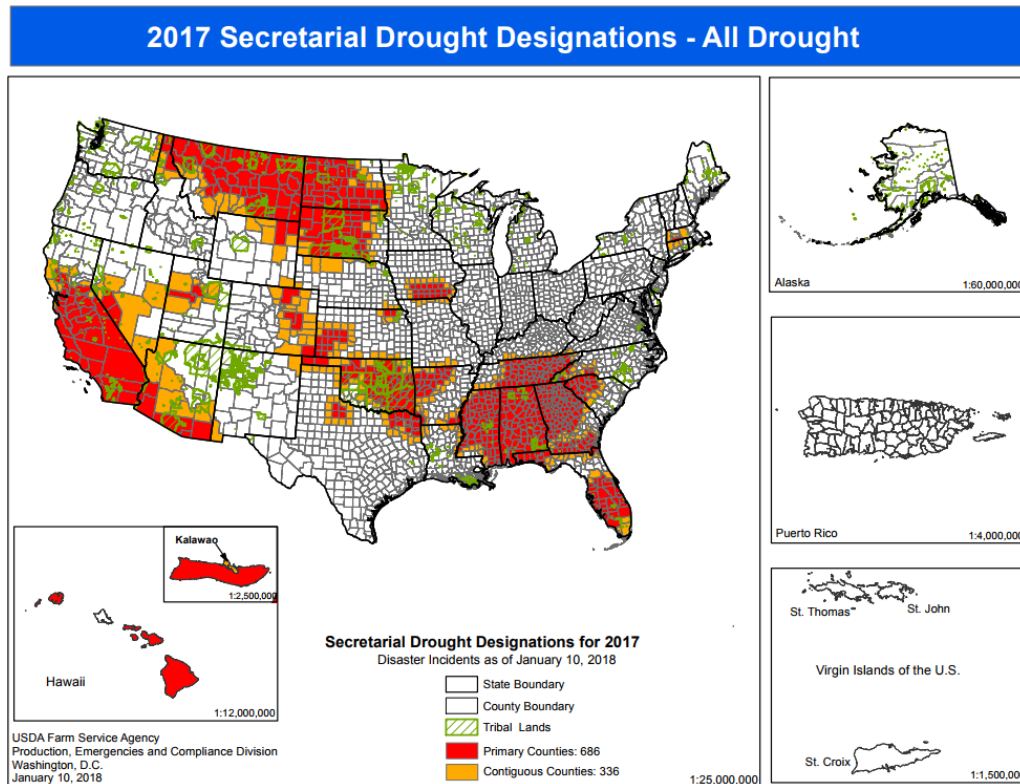 2017 Secretarial Drought Designations - All Drought
Alaska
1:60,000,000
Puerto Rico
1:4,000,000
Kalawao
1:2,500,000
Hawaii
1:12,000,000
Secretarial Drought Designations for 2017
Disaster Incidents as of January 10, 2018
State Boundary
County Boundary
Tribal Lands
Primary Counties: 686
Contiguous Counties: 336
1:25,000,000
USDA Farm Service Agency
Production, Emergencies and Compliance Division
Washington, D.C.
January 10, 2018
St. Thomas
St. John
Virgin Islands of the U.S.
St. Croix
1:1,500,000